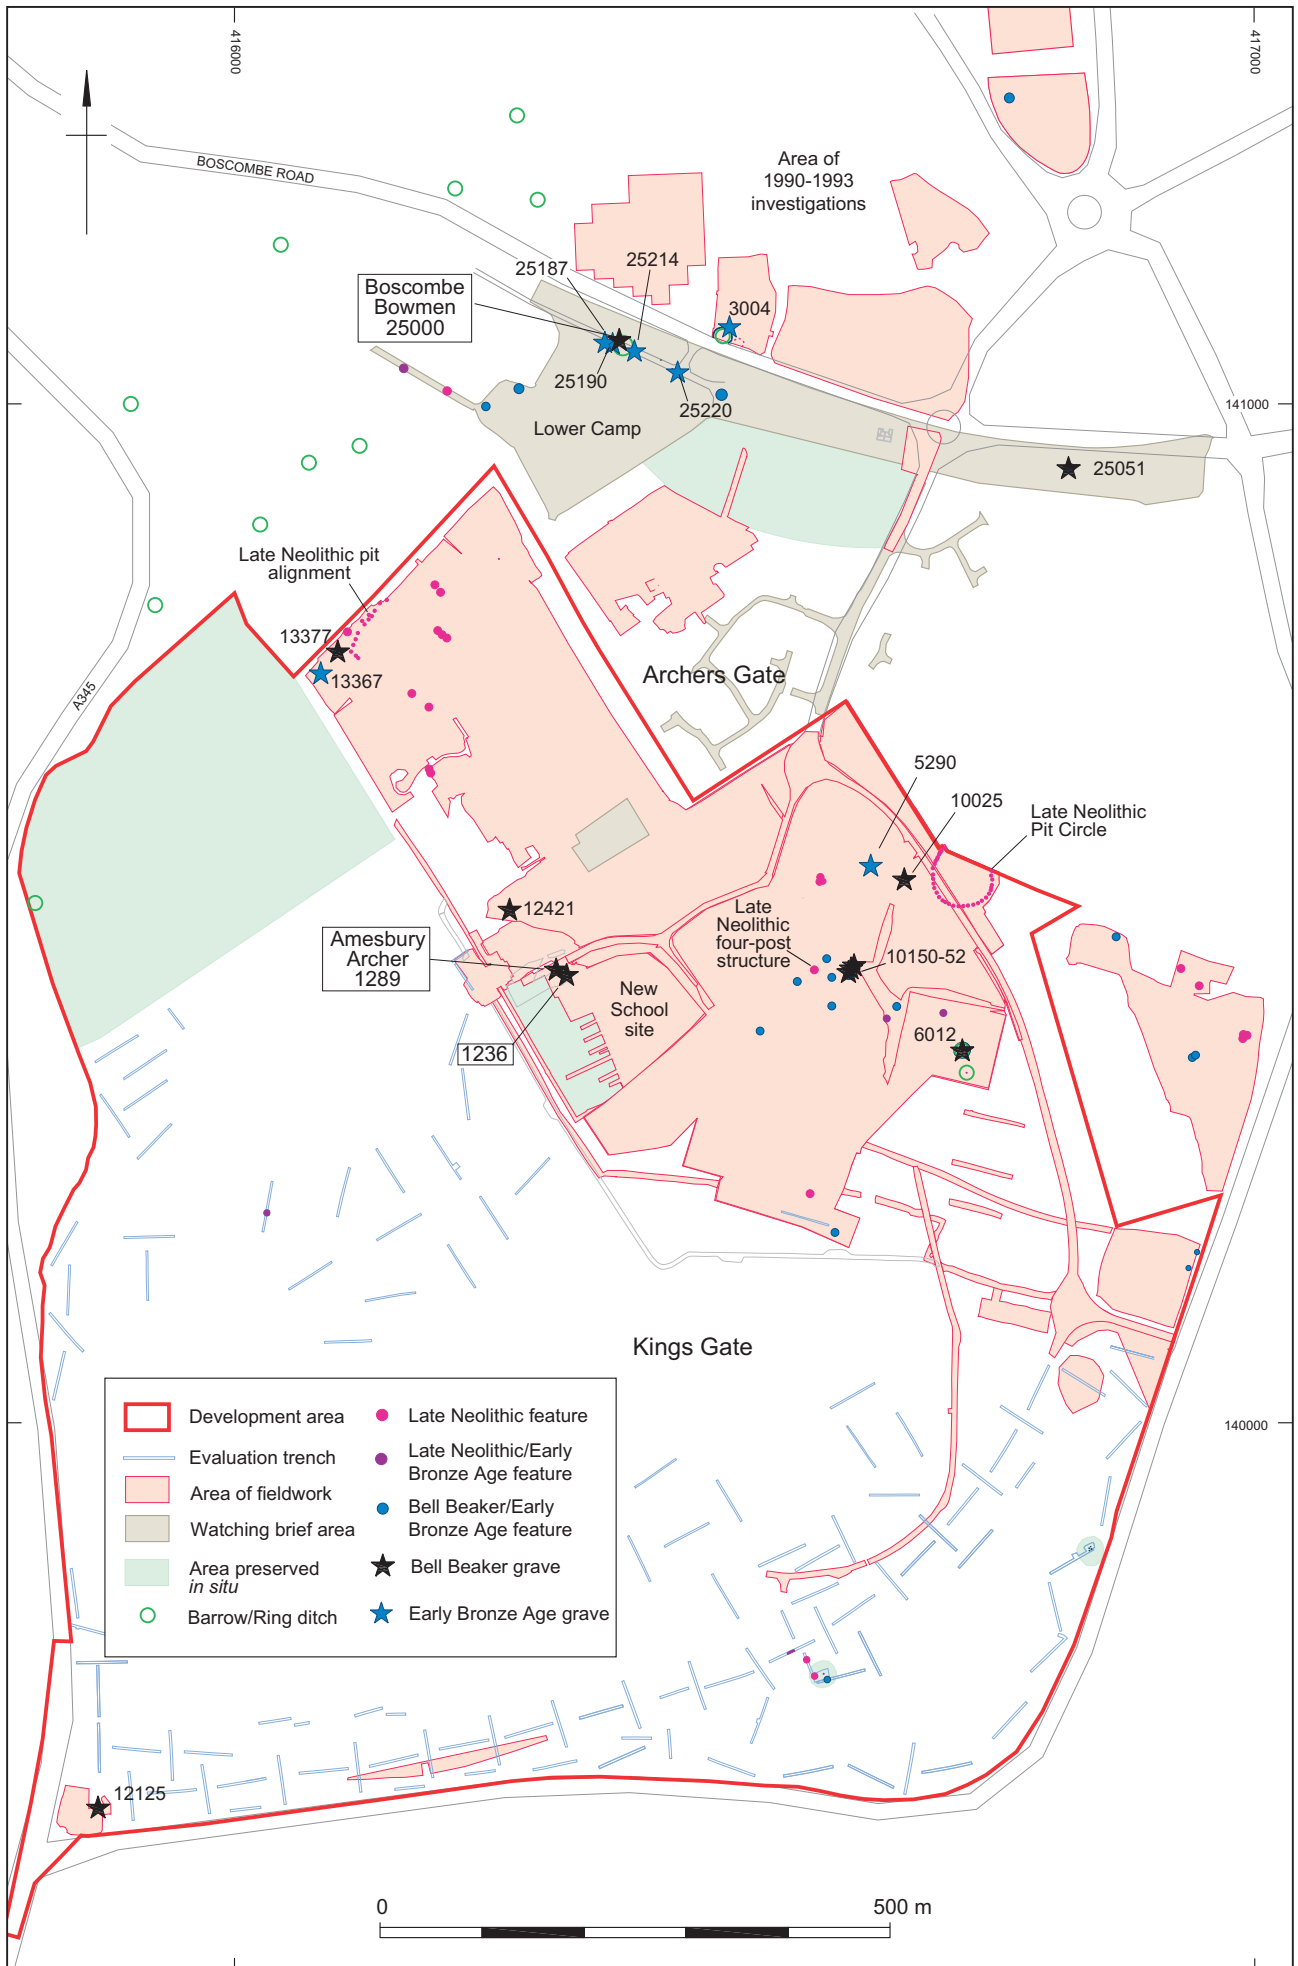 416000
417000
BOSCOMBE ROAD
Area of
1990-1993
investigations
25187
25214
Boscombe
Bowmen
25000
3004
25190
25220
141000
Lower Camp
25051
Late Neolithic pit
alignment
13377
13367
A345
Archers Gate
5290
10025
Late Neolithic
Pit Circle
12421
Late
Neolithic
four-post
structure
Amesbury
Archer
1289
10150-52
New
School
site
1236
6012
Kings Gate
140000
Development area
Evaluation trench
Area of fieldwork
Watching brief area
Area preserved
in situ
Barrow/Ring ditch
Late Neolithic feature
Late Neolithic/Early
Bronze Age feature
Bell Beaker/Early
Bronze Age feature
Bell Beaker grave
Early Bronze Age grave
12125
0
500 m